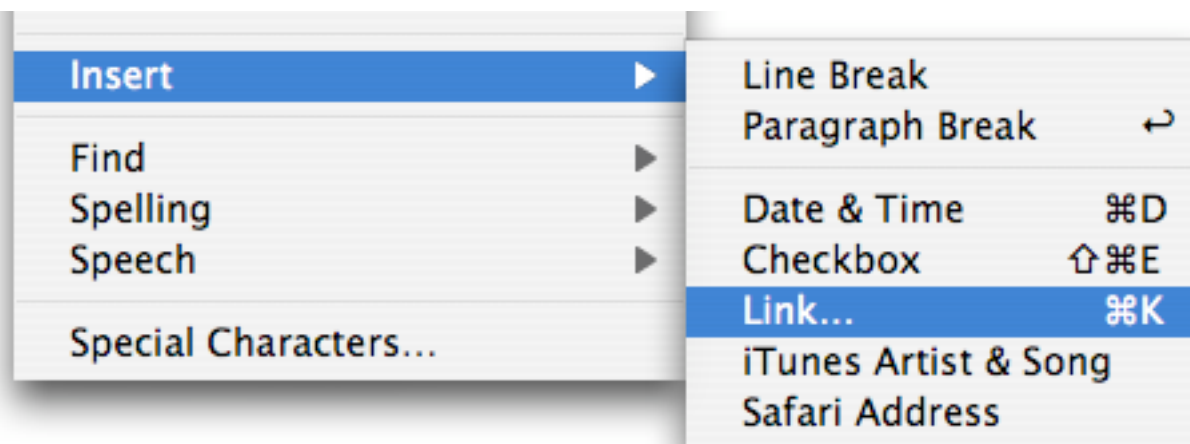 Insert
Find
Spelling
Speech
Special Characters...
Line Break
Paragraph Break ↩
Date & Time ⌘D
Checkbox ⇧⌘E
Link... ⌘K
iTunes Artist & Song
Safari Address